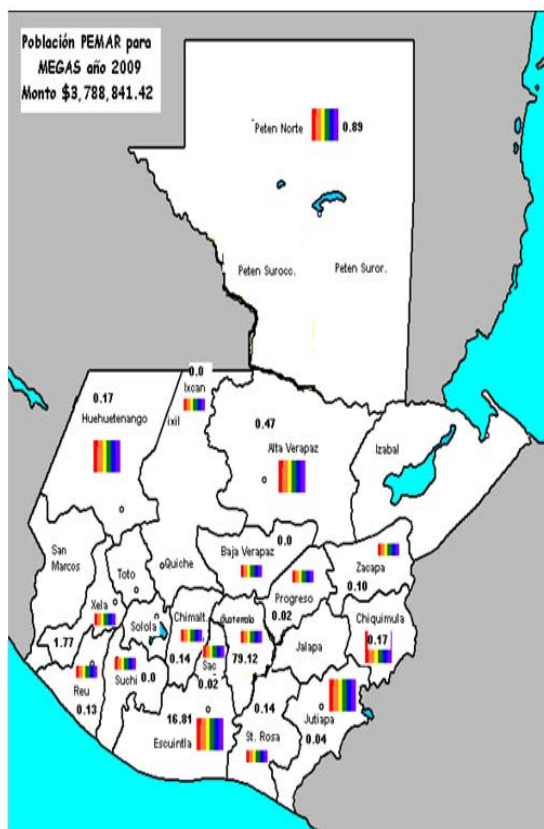 Población PEMAR para
MEGAS año 2009
Monto $3,788,841.42
Peten Norte 0.89
Peten Suroco. Peten Suror.
0.0
Ixcan
0.17
Huehuetenango
ixil
0.47
Alta Verapaz
Izabal
San
Marcos
Toto
Quiche
Baja Verapaz
0.0
Zacapa
0.10
Progreso
0.02
Xela
Solola
Chimalt.
Guatemala
Chiquimula
0.17
1.77
Suchi 0.0
0.14
Sac
0.02
79.12
Jalapa
Reu
0.13
16.81
Escuintla
0.14
St. Rosa
Jutiapa
0.04